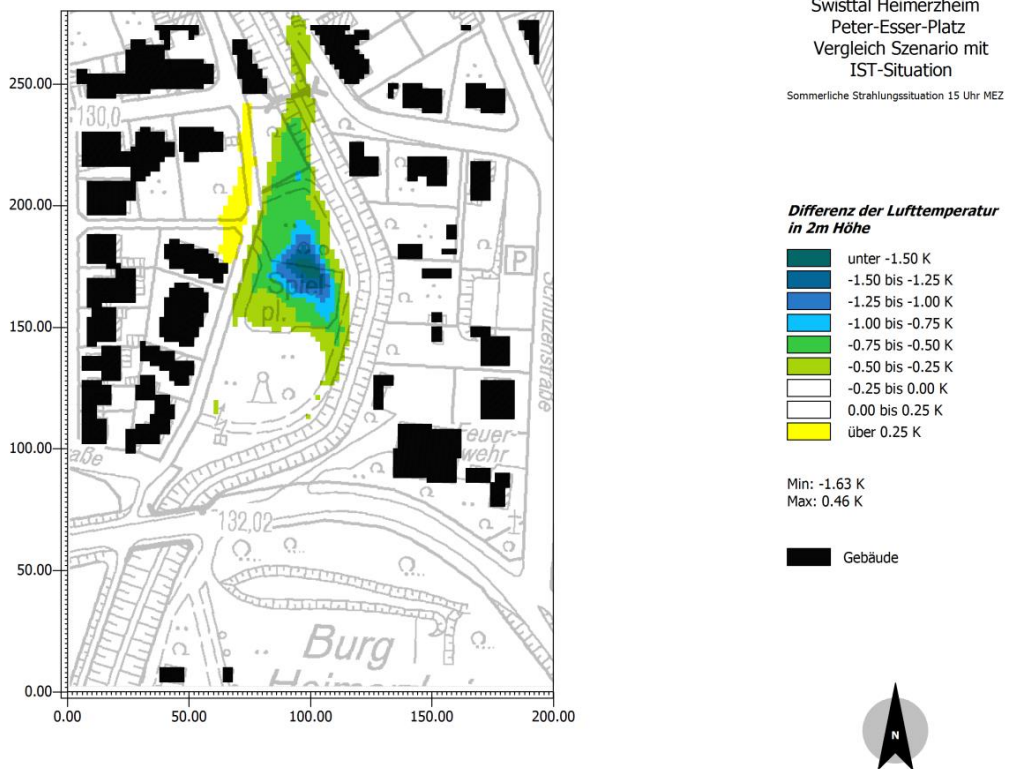 Swisttal Heimerzheim
Peter-Esser-Platz
Vergleich Szenario mit
IST-Situation
Sommerliche Strahlungssituation 15 Uhr MEZ
250.00
200.00
150.00
100.00
50.00
0.00
0.00
50.00
100.00
150.00
200.00
130,0
P
Spiel-
pl.
Schützenstraße
Feuer-
wehr
aße
132,02
Burg
Differenz der Lufttemperatur
in 2m Höhe
unter -1.50 K
-1.50 bis -1.25 K
-1.25 bis -1.00 K
-1.00 bis -0.75 K
-0.75 bis -0.50 K
-0.50 bis -0.25 K
-0.25 bis 0.00 K
0.00 bis 0.25 K
über 0.25 K
Min: -1.63 K
Max: 0.46 K
Gebäude
N